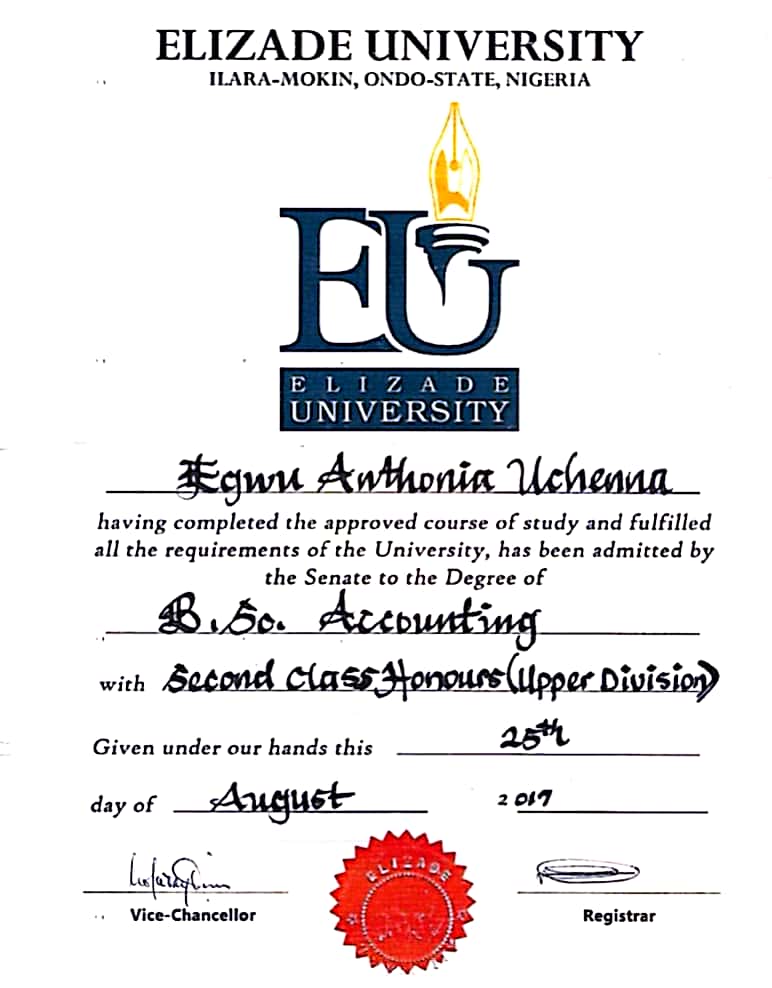 ELIZADE UNIVERSITY
ILARA-MOKIN, ONDO-STATE, NIGERIA
EU
ELIZADE
UNIVERSITY
Egwu Anthonia Uchenna
having completed the approved course of study and fulfilled
all the requirements of the University, has been admitted by
the Senate to the Degree of
B.Sc. Accounting
with Second Class Honours (Upper Division)
Given under our hands this 25th
day of August 2017
Vice-Chancellor Registrar
ELIZADE